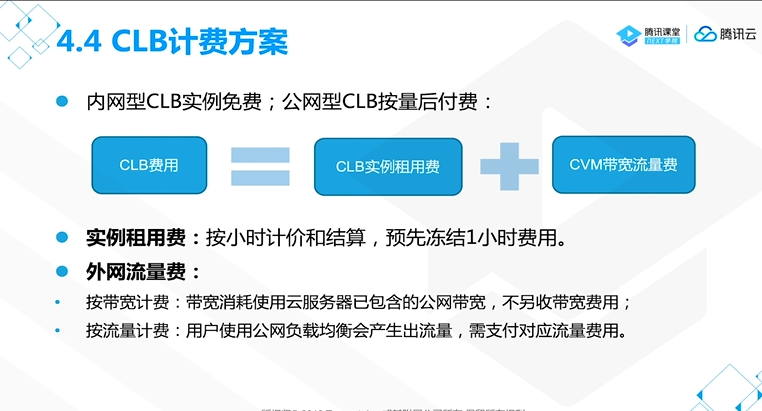 4.4 CLB计费方案
腾讯课堂
NEXT学院
腾讯云
内网型CLB实例免费；公网型CLB按量后付费：
CLB费用
CLB实例租用费
CVM带宽流量费
实例租用费：按小时计价和结算，预先冻结1小时费用。
外网流量费：
按带宽计费：带宽消耗使用云服务器已包含的公网带宽，不另收带宽费用；
按流量计费：用户使用公网负载均衡会产生出流量，需支付对应流量费用。